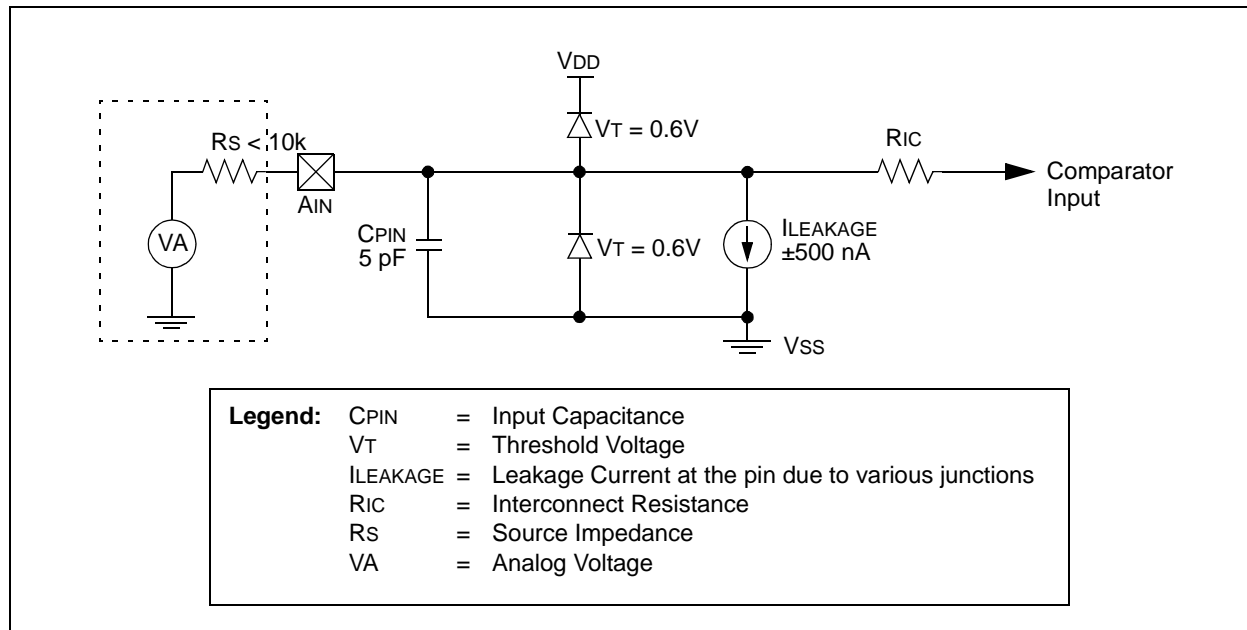 VDD
VT = 0.6V
RS < 10k
RIC
AIN
Comparator
Input
VA
CPIN
5 pF
VT = 0.6V
ILEAKAGE
±500 nA
VSS
Legend: CPIN = Input Capacitance
VT = Threshold Voltage
ILEAKAGE = Leakage Current at the pin due to various junctions
RIC = Interconnect Resistance
RS = Source Impedance
VA = Analog Voltage